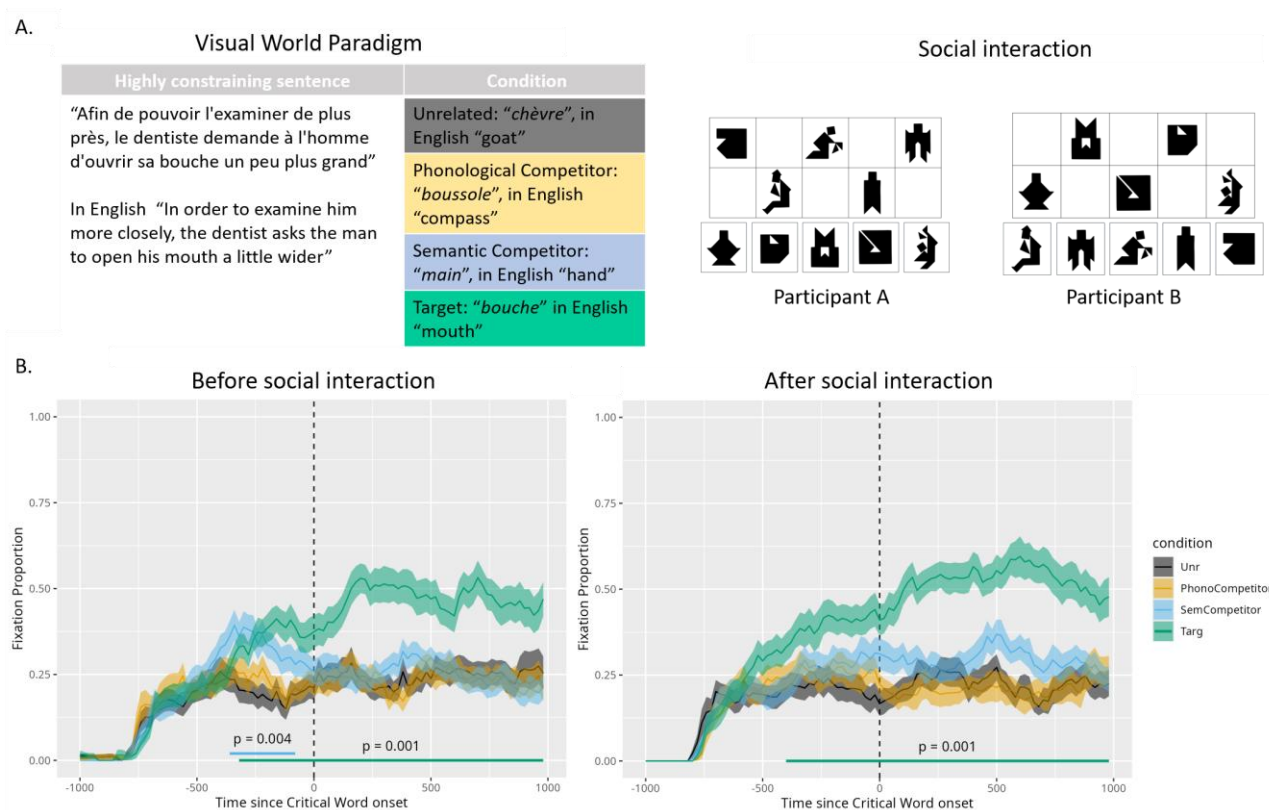 A.
Visual World Paradigm
Highly constraining sentence
Condition
“Afin de pouvoir l'examiner de plus
près, le dentiste demande à l'homme
d'ouvrir sa bouche un peu plus grand”
In English “In order to examine him
more closely, the dentist asks the man
to open his mouth a little wider”
Unrelated: “chèvre”, in
English “goat”
Phonological Competitor:
“boussole”, in English
“compass”
Semantic Competitor:
“main”, in English “hand”
Target: “bouche” in English
“mouth”
Social interaction
Participant A
Participant B
B.
Before social interaction
Fixation Proportion
1.00
0.75
0.50
0.25
0.00
p = 0.004
p = 0.001
-1000
-500
0
500
1000
Time since Critical Word onset
After social interaction
Fixation Proportion
1.00
0.75
0.50
0.25
0.00
p = 0.001
-1000
-500
0
500
1000
Time since Critical Word onset
condition
Unr
PhonoCompetitor
SemCompetitor
Targ